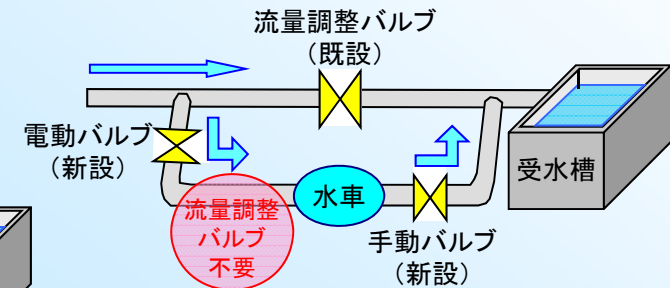 流量調整バルブ
（既設）
電動バルブ
（新設）
受水槽
水車
流量調整
バルブ
不要
手動バルブ
（新設）